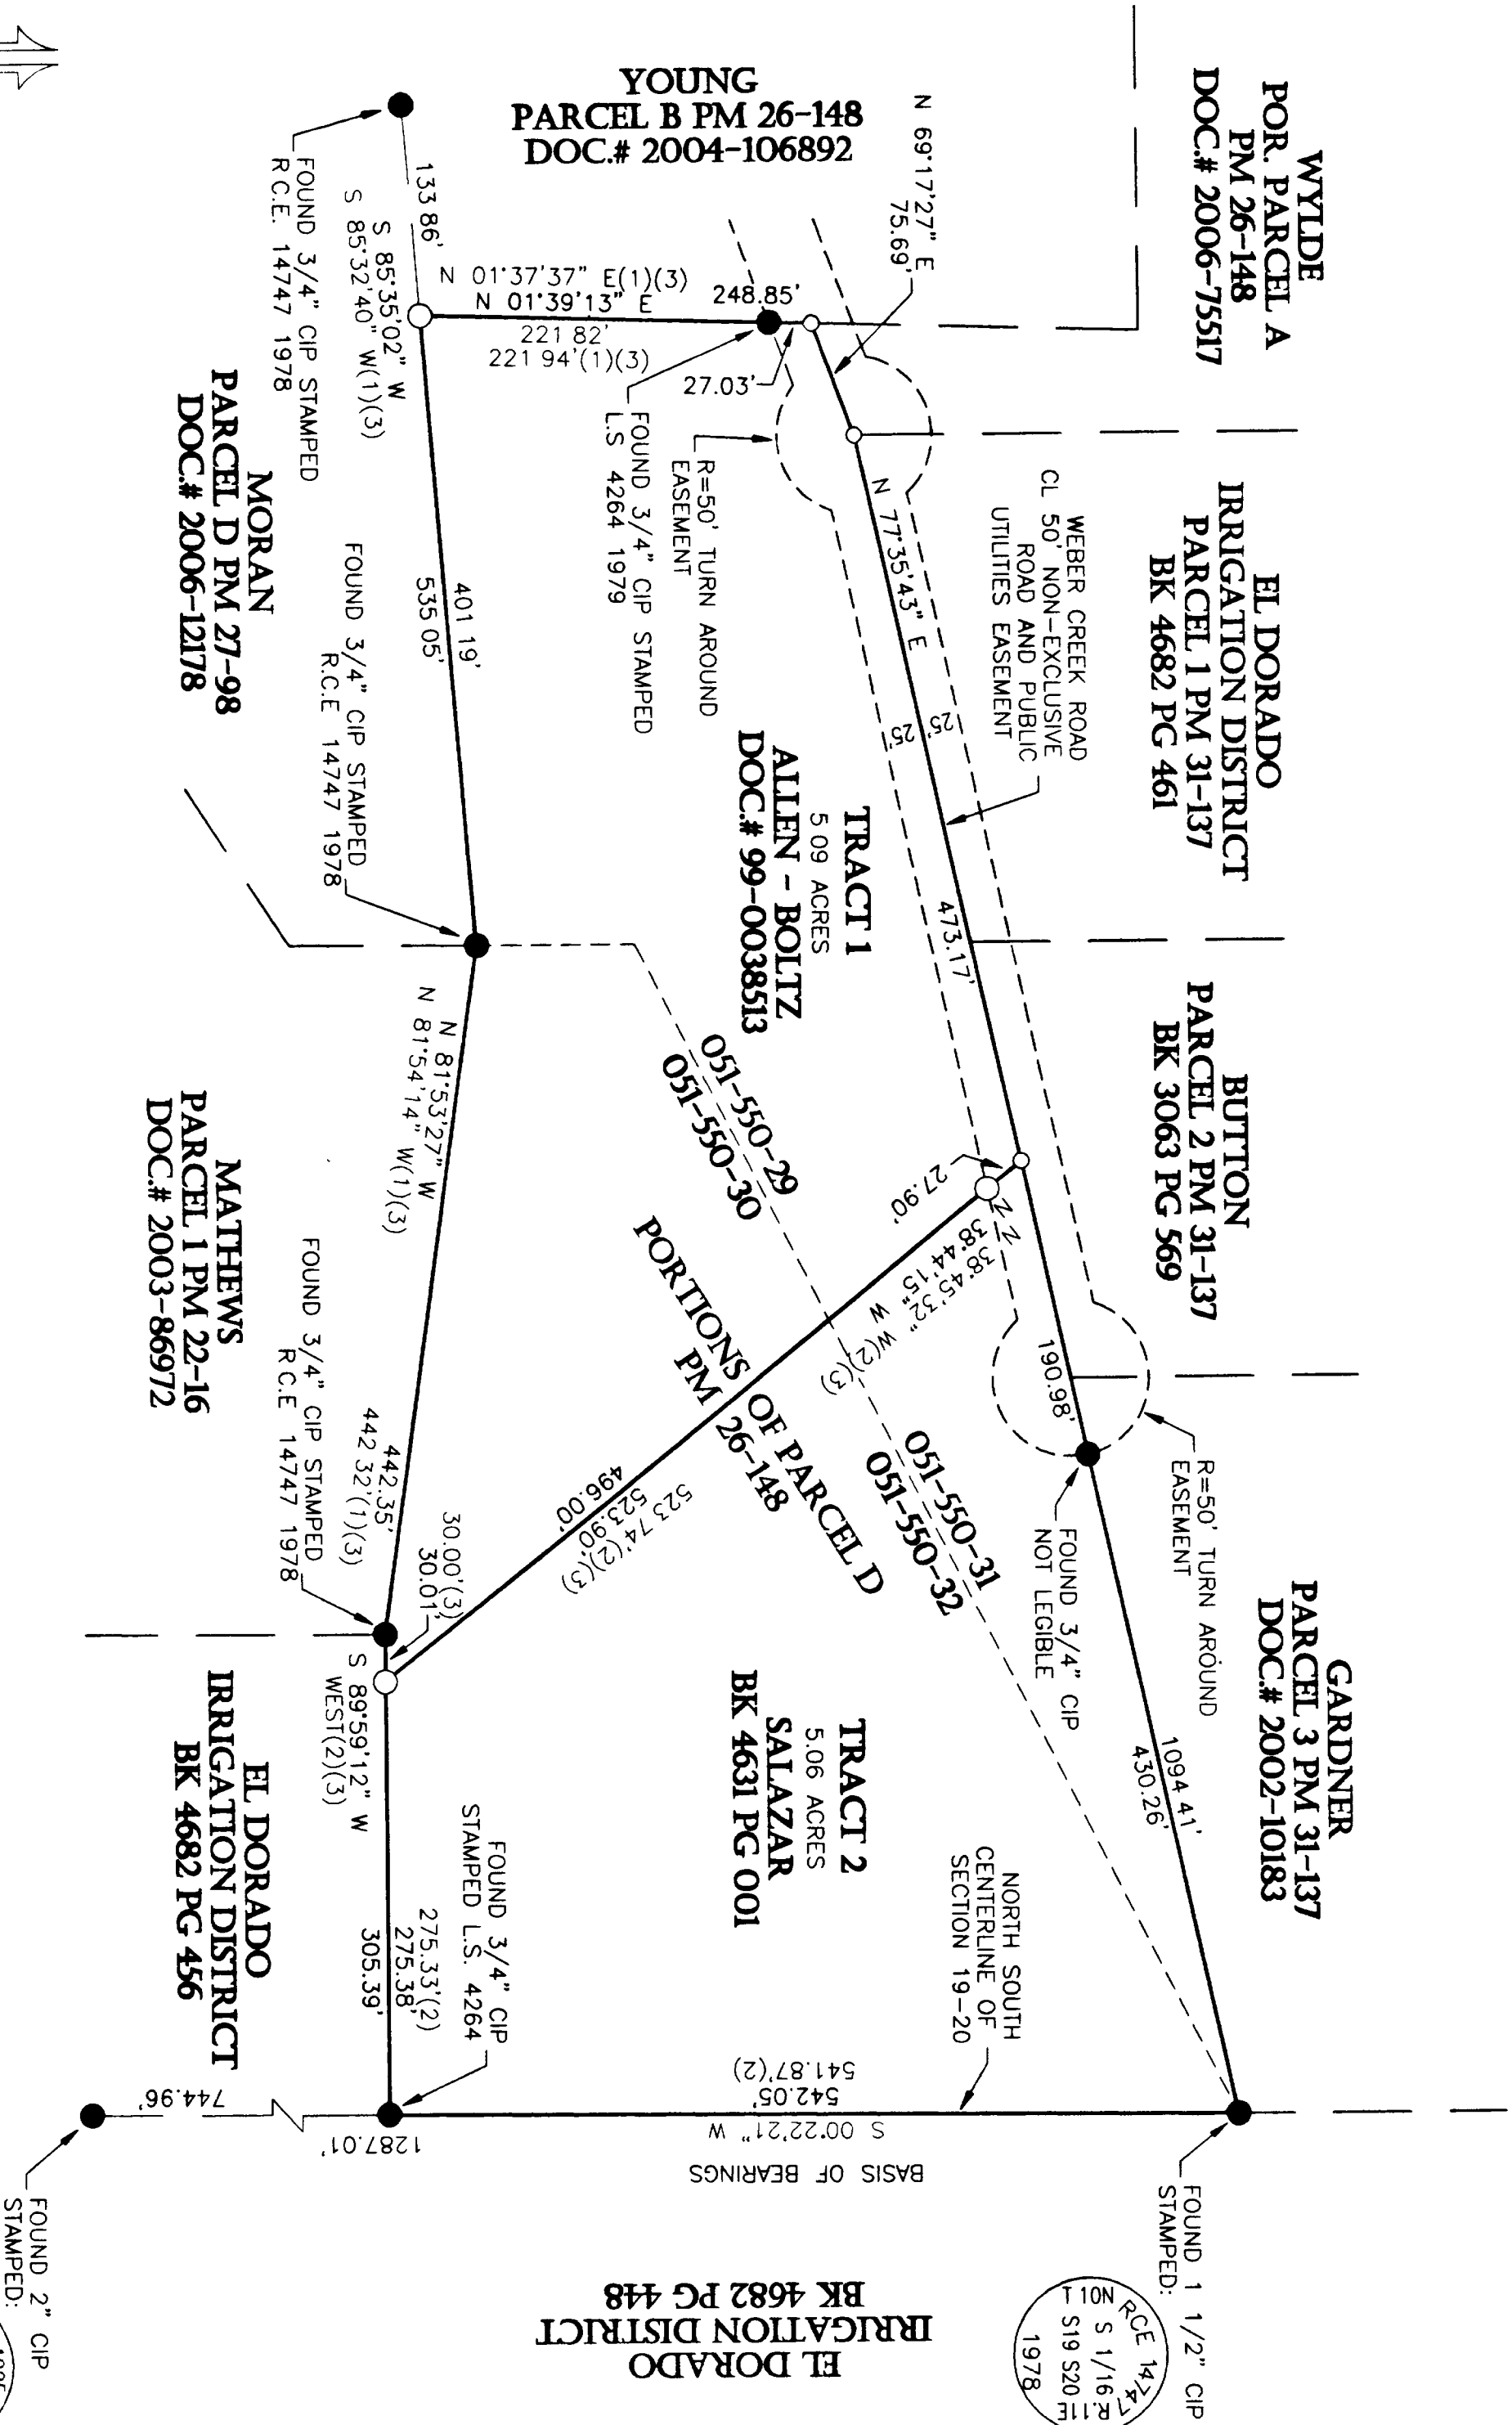 WYLDE
POR. PARCEL A
PM 26-148
DOC.# 2006-75517
EL DORADO
IRRIGATION DISTRICT
PARCEL 1 PM 31-137
BK 4682 PG 461
BUTTON
PARCEL 2 PM 31-137
BK 3063 PG 569
GARDNER
PARCEL 3 PM 31-137
DOC.# 2002-10183
YOUNG
PARCEL B PM 26-148
DOC.# 2004-106892
N 69°17'27" E
75.69'
WEBER CREEK ROAD
CL 50' NON-EXCLUSIVE
ROAD AND PUBLIC
UTILITIES EASEMENT
N 77°35'43" E
25'
25'
473.17'
190.98'
1094.41'
430.26'
R=50' TURN AROUND
EASEMENT
FOUND 3/4" CIP
NOT LEGIBLE
FOUND 1 1/2" CIP
STAMPED:
RCE 14747
T 10N R.11E
S 1/16
S19 S20
1978
248.85'
27.03'
R=50' TURN AROUND
EASEMENT
FOUND 3/4" CIP STAMPED
L.S 4264 1979
N 01°37'37" E(1)(3)
N 01°39'13" E
221 82'
221 94'(1)(3)
TRACT 1
5 09 ACRES
ALLEN - BOLTZ
DOC.# 99-0038513
051-550-29
051-550-30
27.90'
N 38°45'32" W(2)(3)
N 38°44'15" W
PORTIONS OF PARCEL D
PM 26-148
051-550-31
051-550-32
496.00'
523.90'
523 74'(2)(3)
TRACT 2
5.06 ACRES
SALAZAR
BK 4631 PG 001
NORTH SOUTH
CENTERLINE OF
SECTION 19-20
541.87'(2)
542.05'
S 00°22'21" W
BASIS OF BEARINGS
EL DORADO
IRRIGATION DISTRICT
BK 4682 PG 448
133 86'
S 85°35'02" W
S 85°32'40" W(1)(3)
FOUND 3/4" CIP STAMPED
R C.E. 14747 1978
401 19'
535 05'
FOUND 3/4" CIP STAMPED
R.C.E 14747 1978
MORAN
PARCEL D PM 27-98
DOC.# 2006-12178
N 81°53'27" W
N 81°54'14" W(1)(3)
442.35'
442 32'(1)(3)
FOUND 3/4" CIP STAMPED
R C.E 14747 1978
MATHEWS
PARCEL 1 PM 22-16
DOC.# 2003-86972
30.00'(3)
30.01'
S 89°59'12" W
WEST(2)(3)
FOUND 3/4" CIP
STAMPED L.S. 4264
275.33'(2)
275.38'
305.39'
EL DORADO
IRRIGATION DISTRICT
BK 4682 PG 456
1287.01'
744.96'
FOUND 2" CIP
STAMPED: